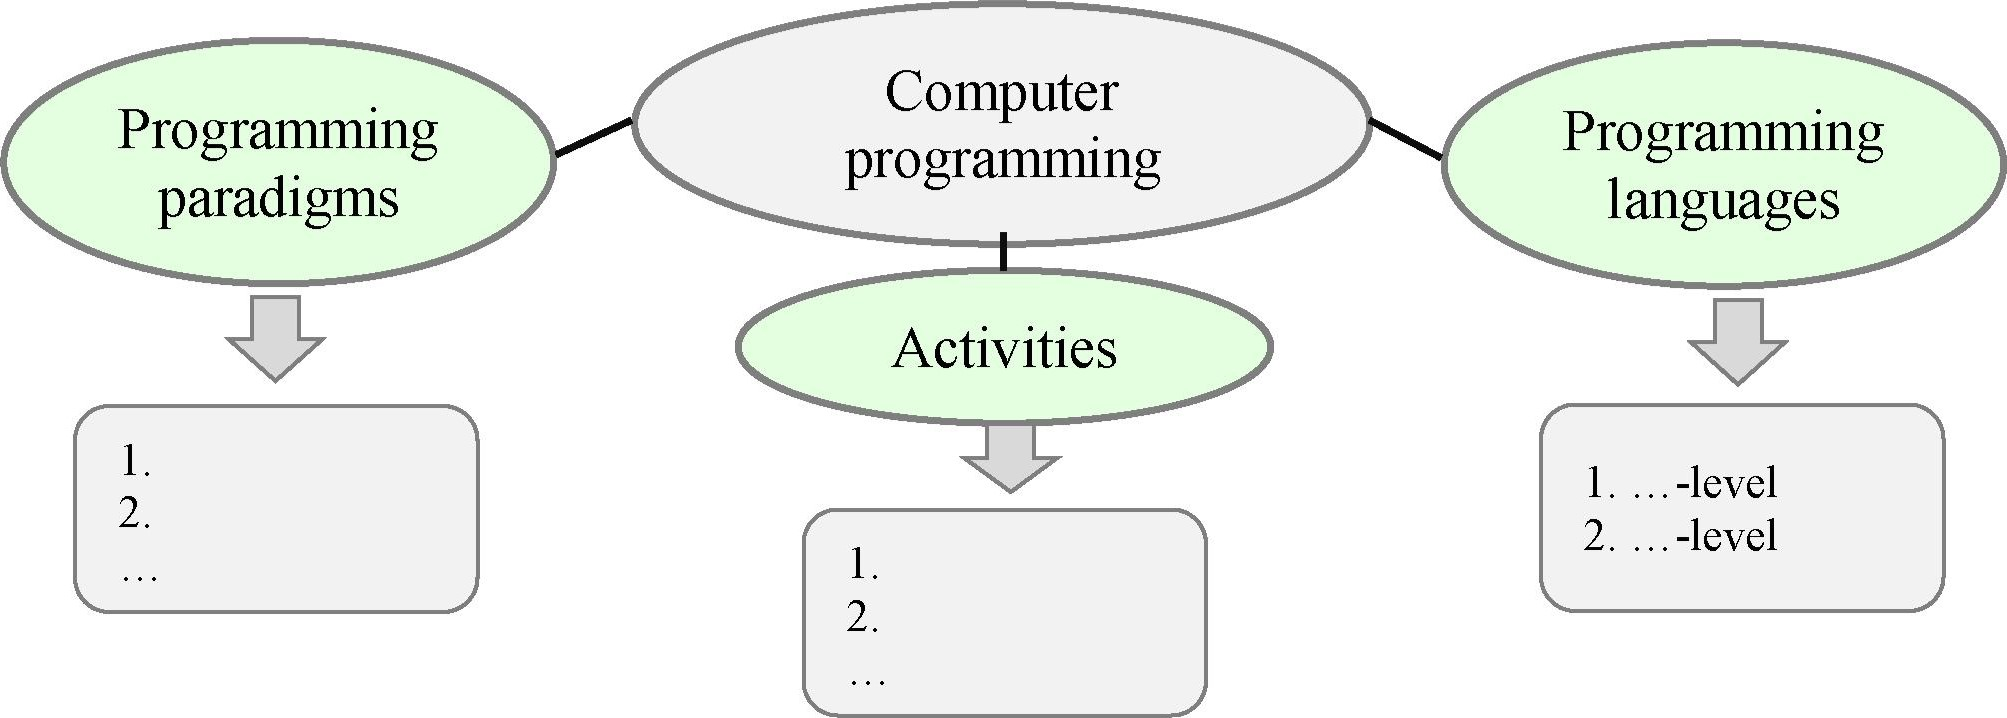 Computer
programming
Programming
paradigms
1.
2.
…
Activities
1.
2.
…
Programming
languages
1. …-level
2. …-level